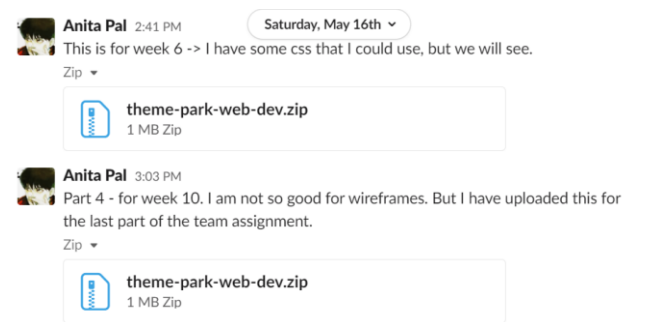 Saturday, May 16th
Anita Pal 2:41 PM
This is for week 6 -> I have some css that I could use, but we will see.
Zip
theme-park-web-dev.zip
1 MB Zip
Anita Pal 3:03 PM
Part 4 - for week 10. I am not so good for wireframes. But I have uploaded this for
the last part of the team assignment.
Zip
theme-park-web-dev.zip
1 MB Zip